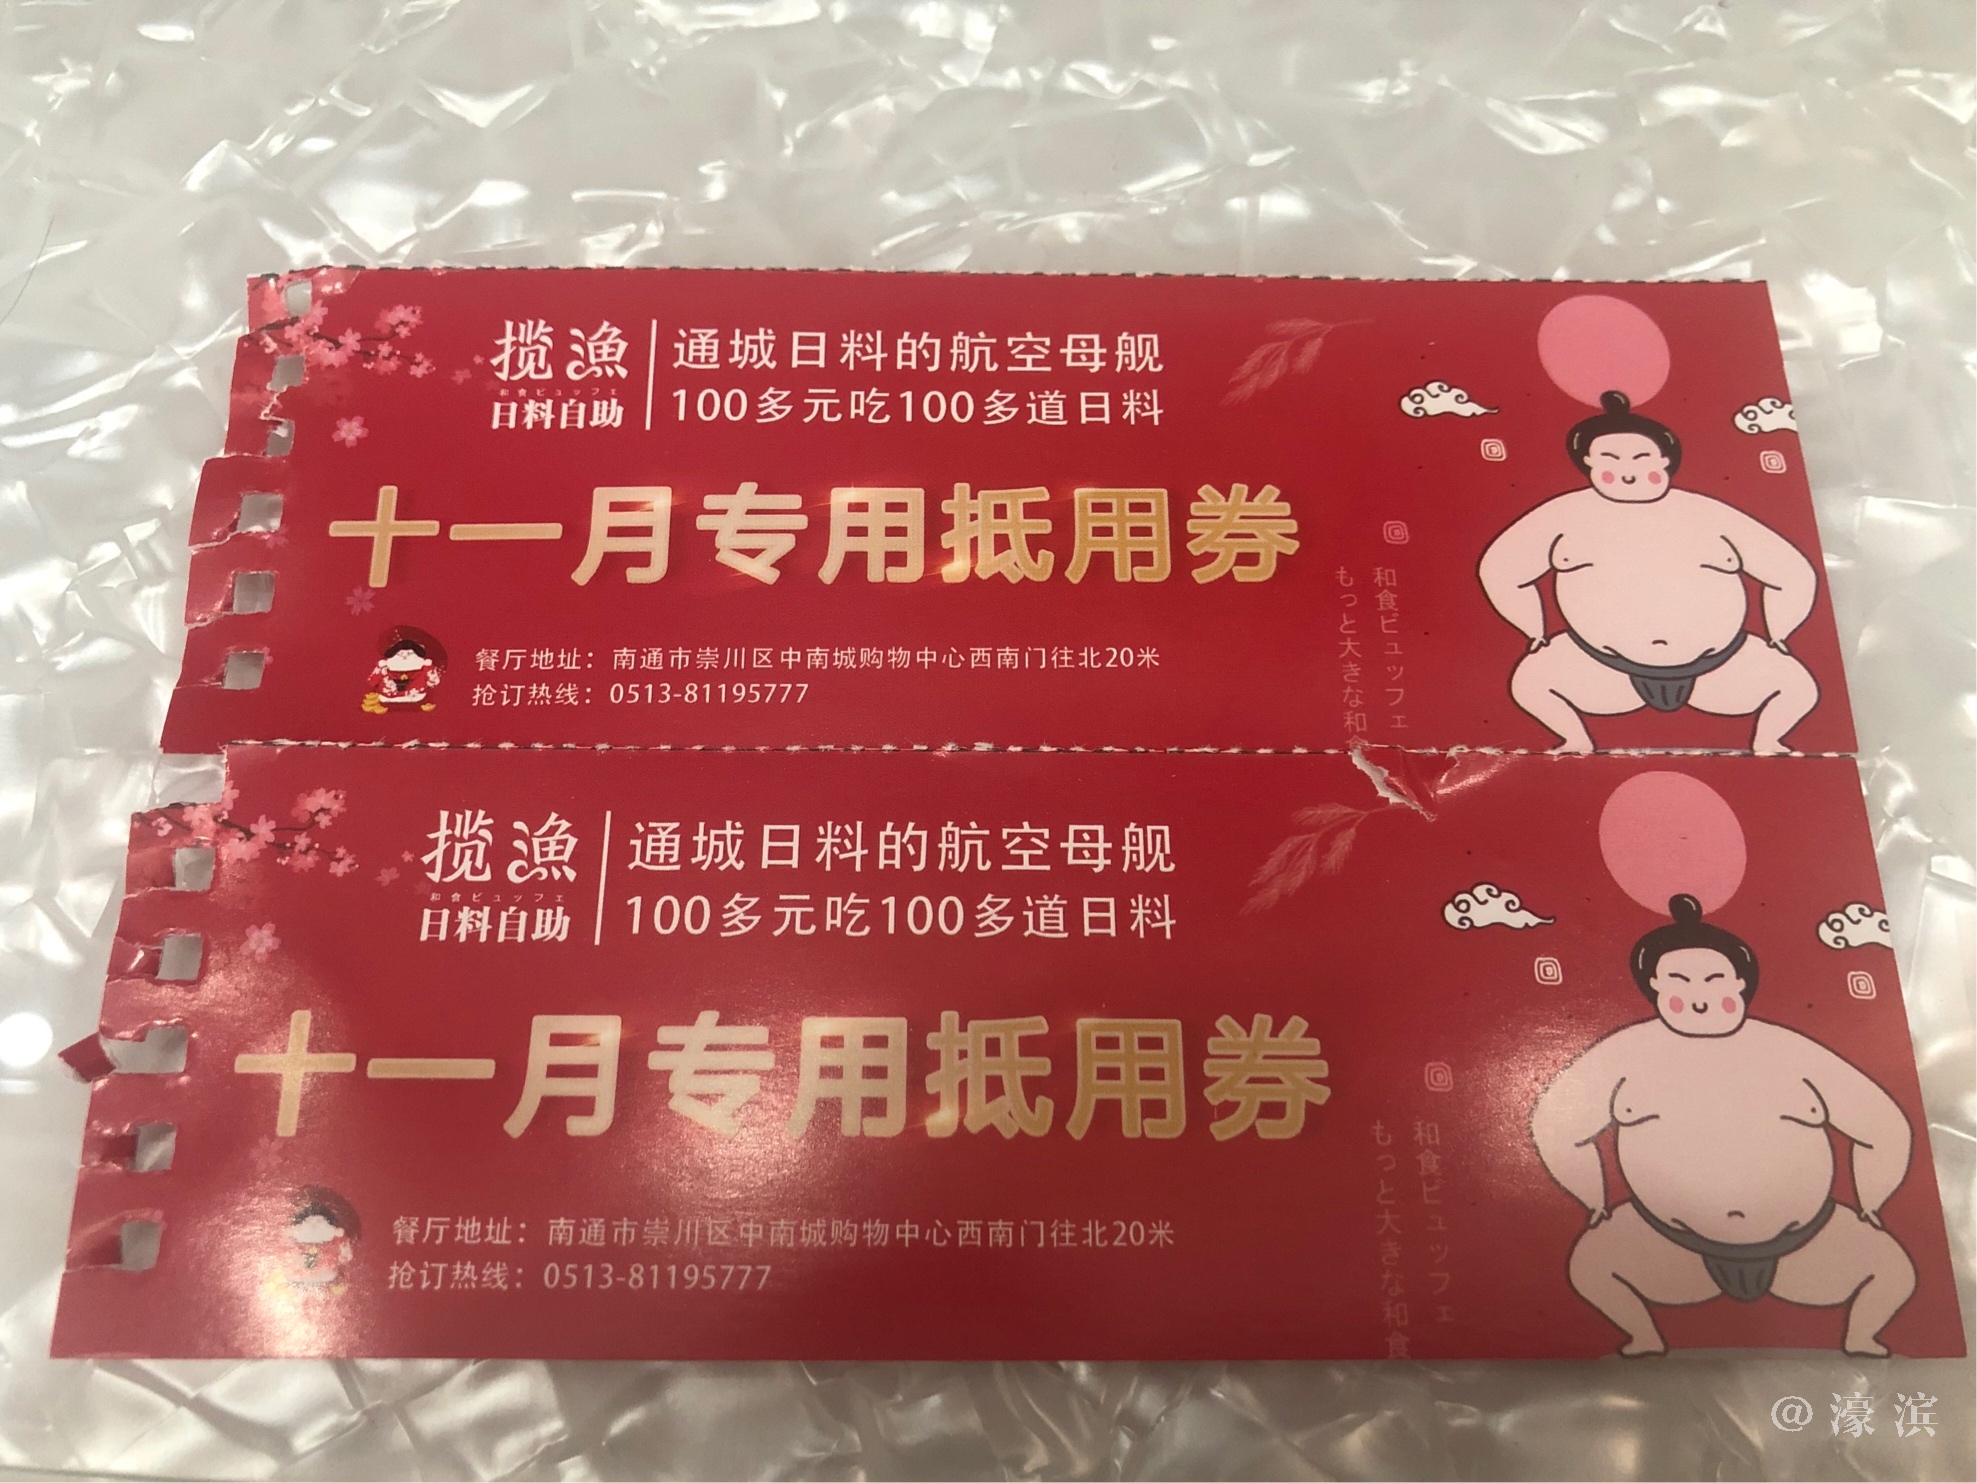 揽渔
和食ビュッフェ
日料自助
通城日料的航空母舰
100多元吃100多道日料
十一月专用抵用券
餐厅地址：南通市崇川区中南城购物中心西南门往北20米
抢订热线：0513-81195777
和食ビュッフェ
もっと大きな和食
揽渔
和食ビュッフェ
日料自助
通城日料的航空母舰
100多元吃100多道日料
十一月专用抵用券
餐厅地址：南通市崇川区中南城购物中心西南门往北20米
抢订热线：0513-81195777
和食ビュッフェ
もっと大きな和食
@濠滨